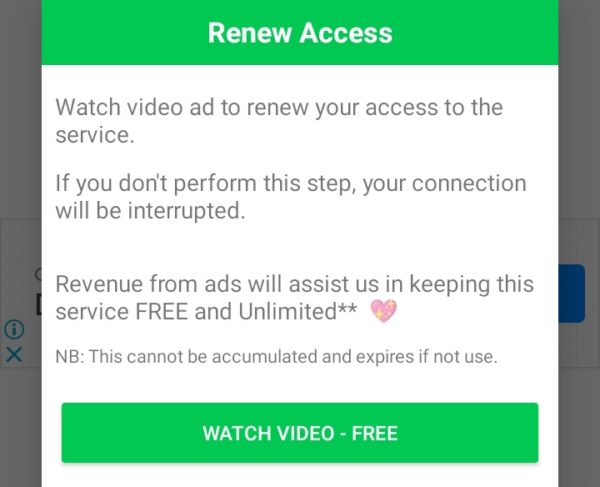 Renew Access
Watch video ad to renew your access to the
service.
If you don't perform this step, your connection
will be interrupted.
Revenue from ads will assist us in keeping this
service FREE and Unlimited** 💖
NB: This cannot be accumulated and expires if not use.
WATCH VIDEO - FREE